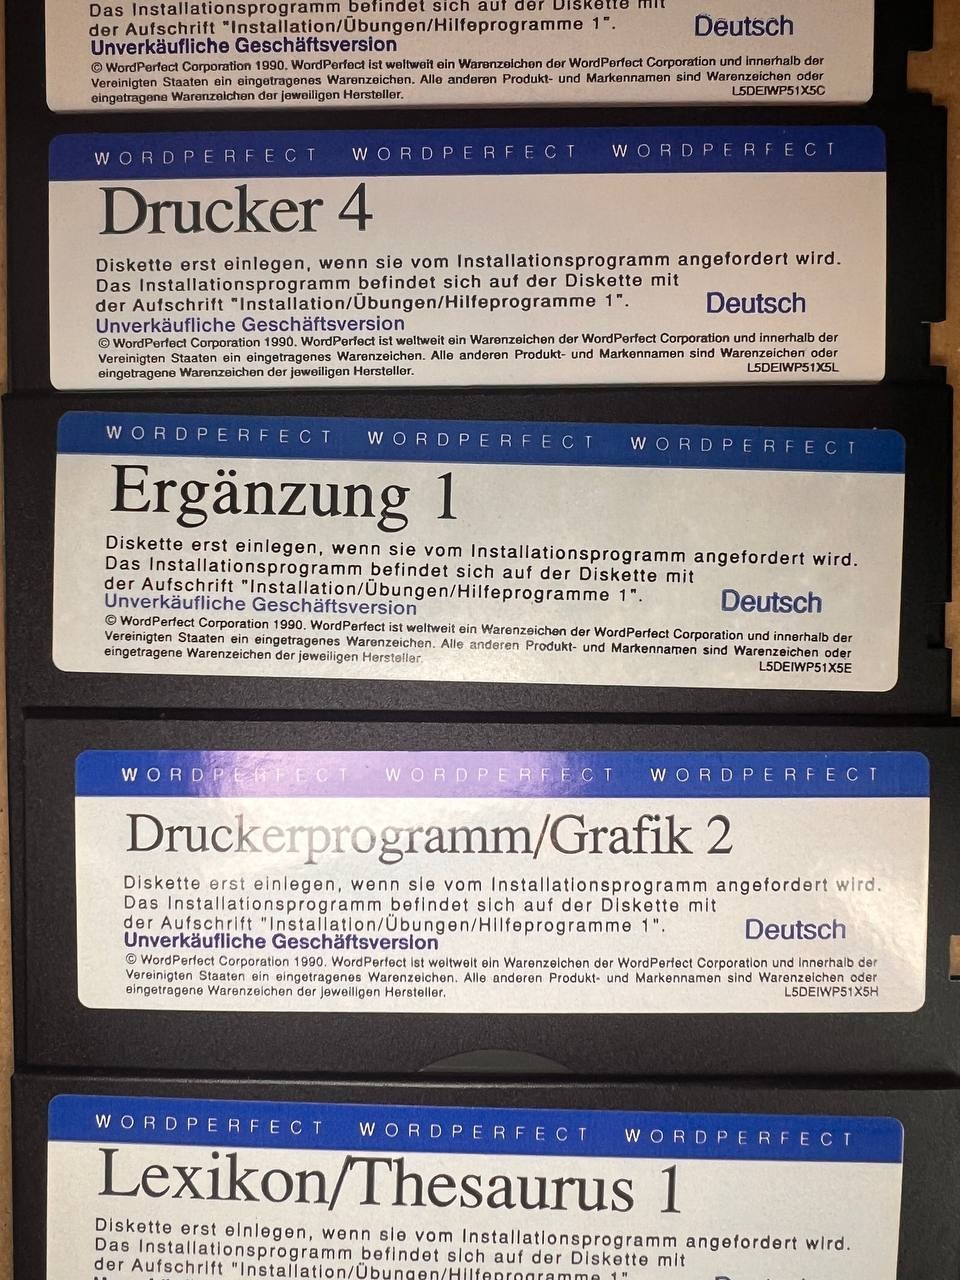 Das Installationsprogramm befindet sich auf der Diskette mit
der Aufschrift "Installation/Übungen/Hilfeprogramme 1".
Deutsch
Unverkäufliche Geschäftsversion
© WordPerfect Corporation 1990. WordPerfect ist weltweit ein Warenzeichen der WordPerfect Corporation und innerhalb der
Vereinigten Staaten ein eingetragenes Warenzeichen. Alle anderen Produkt- und Markennamen sind Warenzeichen oder
eingetragene Warenzeichen der jeweiligen Hersteller.
L5DEIWP51X5C
WORDPERFECT WORDPERFECT WORDPERFECT
Drucker 4
Diskette erst einlegen, wenn sie vom Installationsprogramm angefordert wird.
Das Installationsprogramm befindet sich auf der Diskette mit
der Aufschrift "Installation/Übungen/Hilfeprogramme 1".
Deutsch
Unverkäufliche Geschäftsversion
© WordPerfect Corporation 1990. WordPerfect ist weltweit ein Warenzeichen der WordPerfect Corporation und innerhalb der
Vereinigten Staaten ein eingetragenes Warenzeichen. Alle anderen Produkt- und Markennamen sind Warenzeichen oder
eingetragene Warenzeichen der jeweiligen Hersteller.
L5DEIWP51X5L
WORDPERFECT WORDPERFECT WORDPERFECT
Ergänzung 1
Diskette erst einlegen, wenn sie vom Installationsprogramm angefordert wird.
Das Installationsprogramm befindet sich auf der Diskette mit
der Aufschrift "Installation/Übungen/Hilfeprogramme 1".
Deutsch
Unverkäufliche Geschäftsversion
© WordPerfect Corporation 1990. WordPerfect ist weltweit ein Warenzeichen der WordPerfect Corporation und innerhalb der
Vereinigten Staaten ein eingetragenes Warenzeichen. Alle anderen Produkt- und Markennamen sind Warenzeichen oder
eingetragene Warenzeichen der jeweiligen Hersteller.
L5DEIWP51X5E
WORDPERFECT WORDPERFECT WORDPERFECT
Druckerprogramm/Grafik 2
Diskette erst einlegen, wenn sie vom Installationsprogramm angefordert wird.
Das Installationsprogramm befindet sich auf der Diskette mit
der Aufschrift "Installation/Übungen/Hilfeprogramme 1".
Deutsch
Unverkäufliche Geschäftsversion
© WordPerfect Corporation 1990. WordPerfect ist weltweit ein Warenzeichen der WordPerfect Corporation und innerhalb der
Vereinigten Staaten ein eingetragenes Warenzeichen. Alle anderen Produkt- und Markennamen sind Warenzeichen oder
eingetragene Warenzeichen der jeweiligen Hersteller.
L5DEIWP51X5H
WORDPERFECT WORDPERFECT WORDPERFECT
Lexikon/Thesaurus 1
Diskette erst einlegen, wenn sie vom Installationsprogramm angefordert wird.
Das Installationsprogramm befindet sich auf der Diskette mit
der Aufschrift "Installation/Übungen/Hilfeprogramme 1"